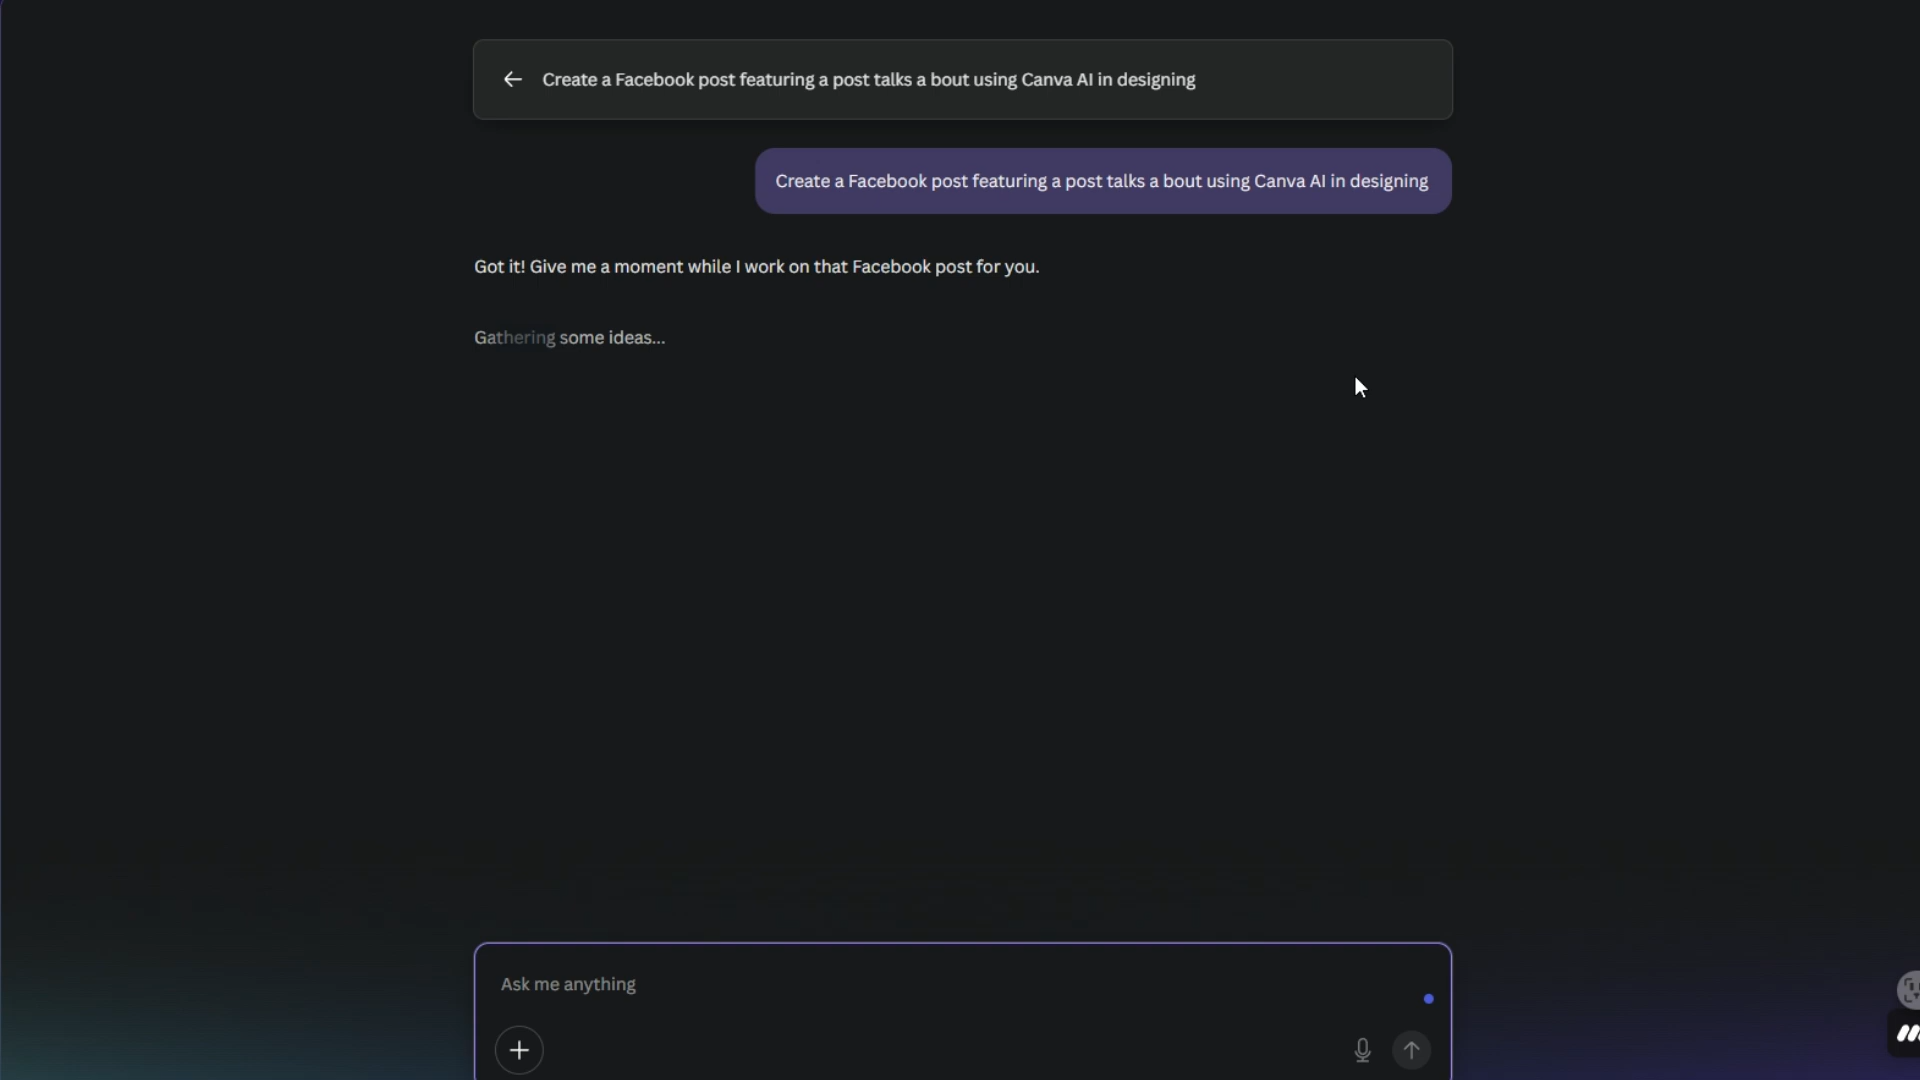 Create a Facebook post featuring a post talks a bout using Canva AI in designing
Create a Facebook post featuring a post talks a bout using Canva AI in designing
Got it! Give me a moment while I work on that Facebook post for you.
Gathering some ideas...
Ask me anything